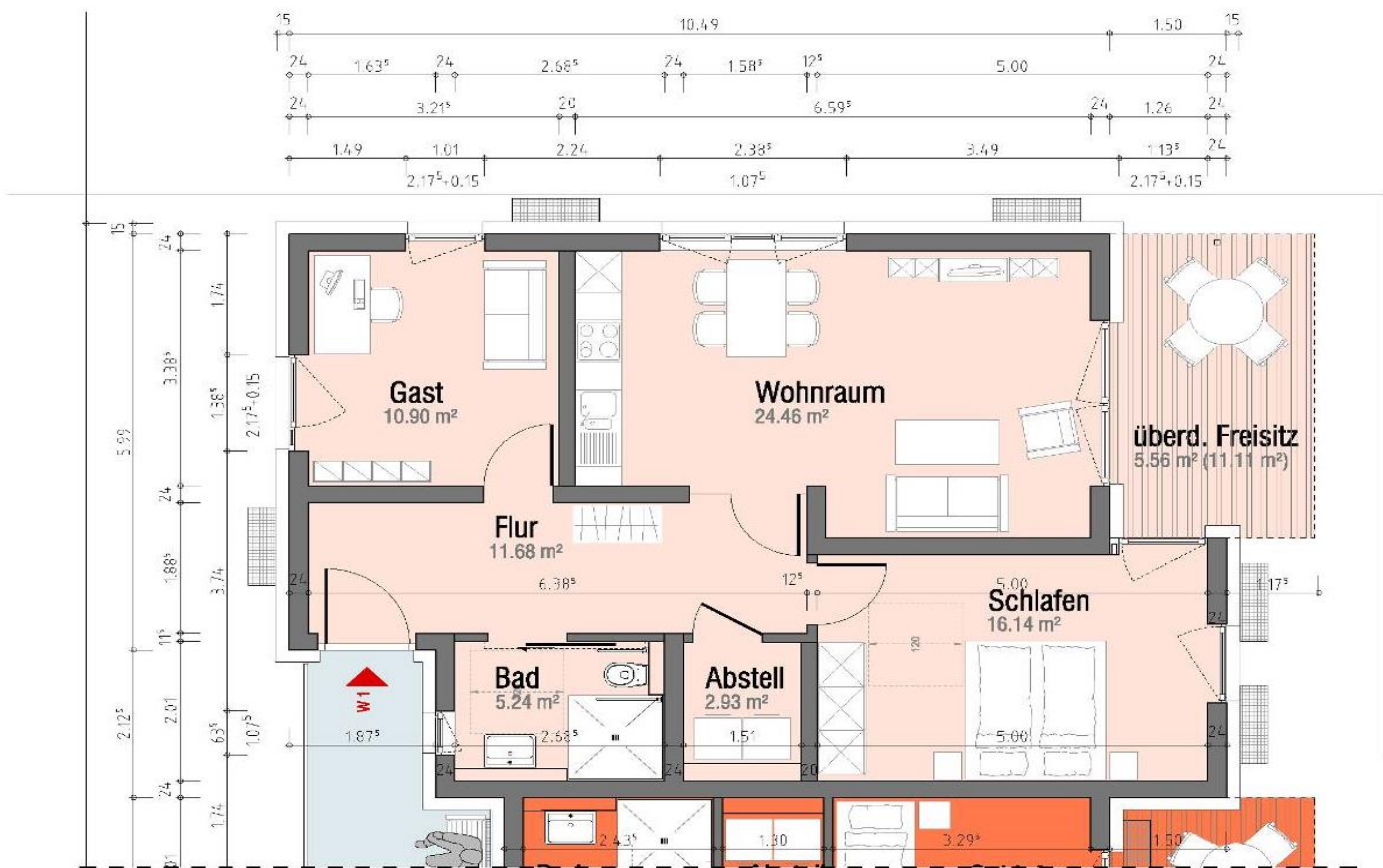 15 10.49 1.50 15
24 1.63⁵ 24 2.68⁵ 24 1.58⁵ 12⁵ 5.00 24
24 3.21⁵ 20 6.59⁵ 24 1.26 24
1.49 1.01 2.24 2.38⁵ 3.49 1.13⁵ 24
2.17⁵+0.15 1.07⁵ 2.17⁵+0.15
15
24
1.74
3.38⁵
1.38⁵
2.17⁵+0.15
5.99
24
1.88⁵
3.74
11⁵
2.01
2.12⁵
63⁵
1.07⁵
24
1.74
Gast
10.90 m²
Wohnraum
24.46 m²
überd. Freisitz
5.56 m² (11.11 m²)
Flur
11.68 m²
24 6.38⁵ 12⁵ 5.00 1.17⁵
Schlafen
16.14 m²
24
120
W1
Bad
5.24 m²
Abstell
2.93 m²
1.87⁵ 2.68⁵ 1.51 5.00 24
24 24 20
2.43⁵ 1.30 3.29⁵ 1.50